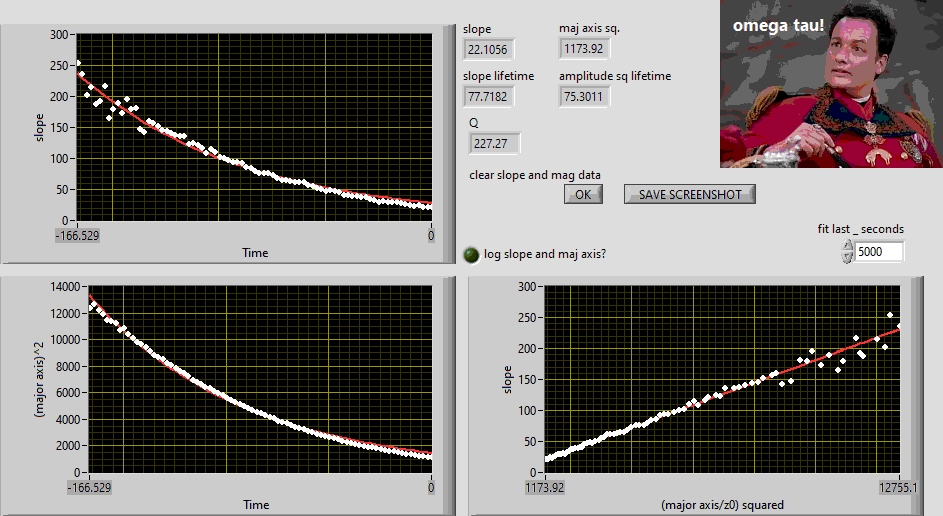 omega tau!
slope
maj axis sq.
22.1056
1173.92
slope lifetime
amplitude sq lifetime
77.7182
75.3011
Q
227.27
clear slope and mag data
OK
SAVE SCREENSHOT
fit last _ seconds
5000
log slope and maj axis?
300
250
200
150
100
50
0
slope
-166.529
0
Time
14000
12000
10000
8000
6000
4000
2000
0
(major axis)^2
-166.529
0
Time
300
250
200
150
100
50
0
slope
1173.92
12755.1
(major axis/z0) squared